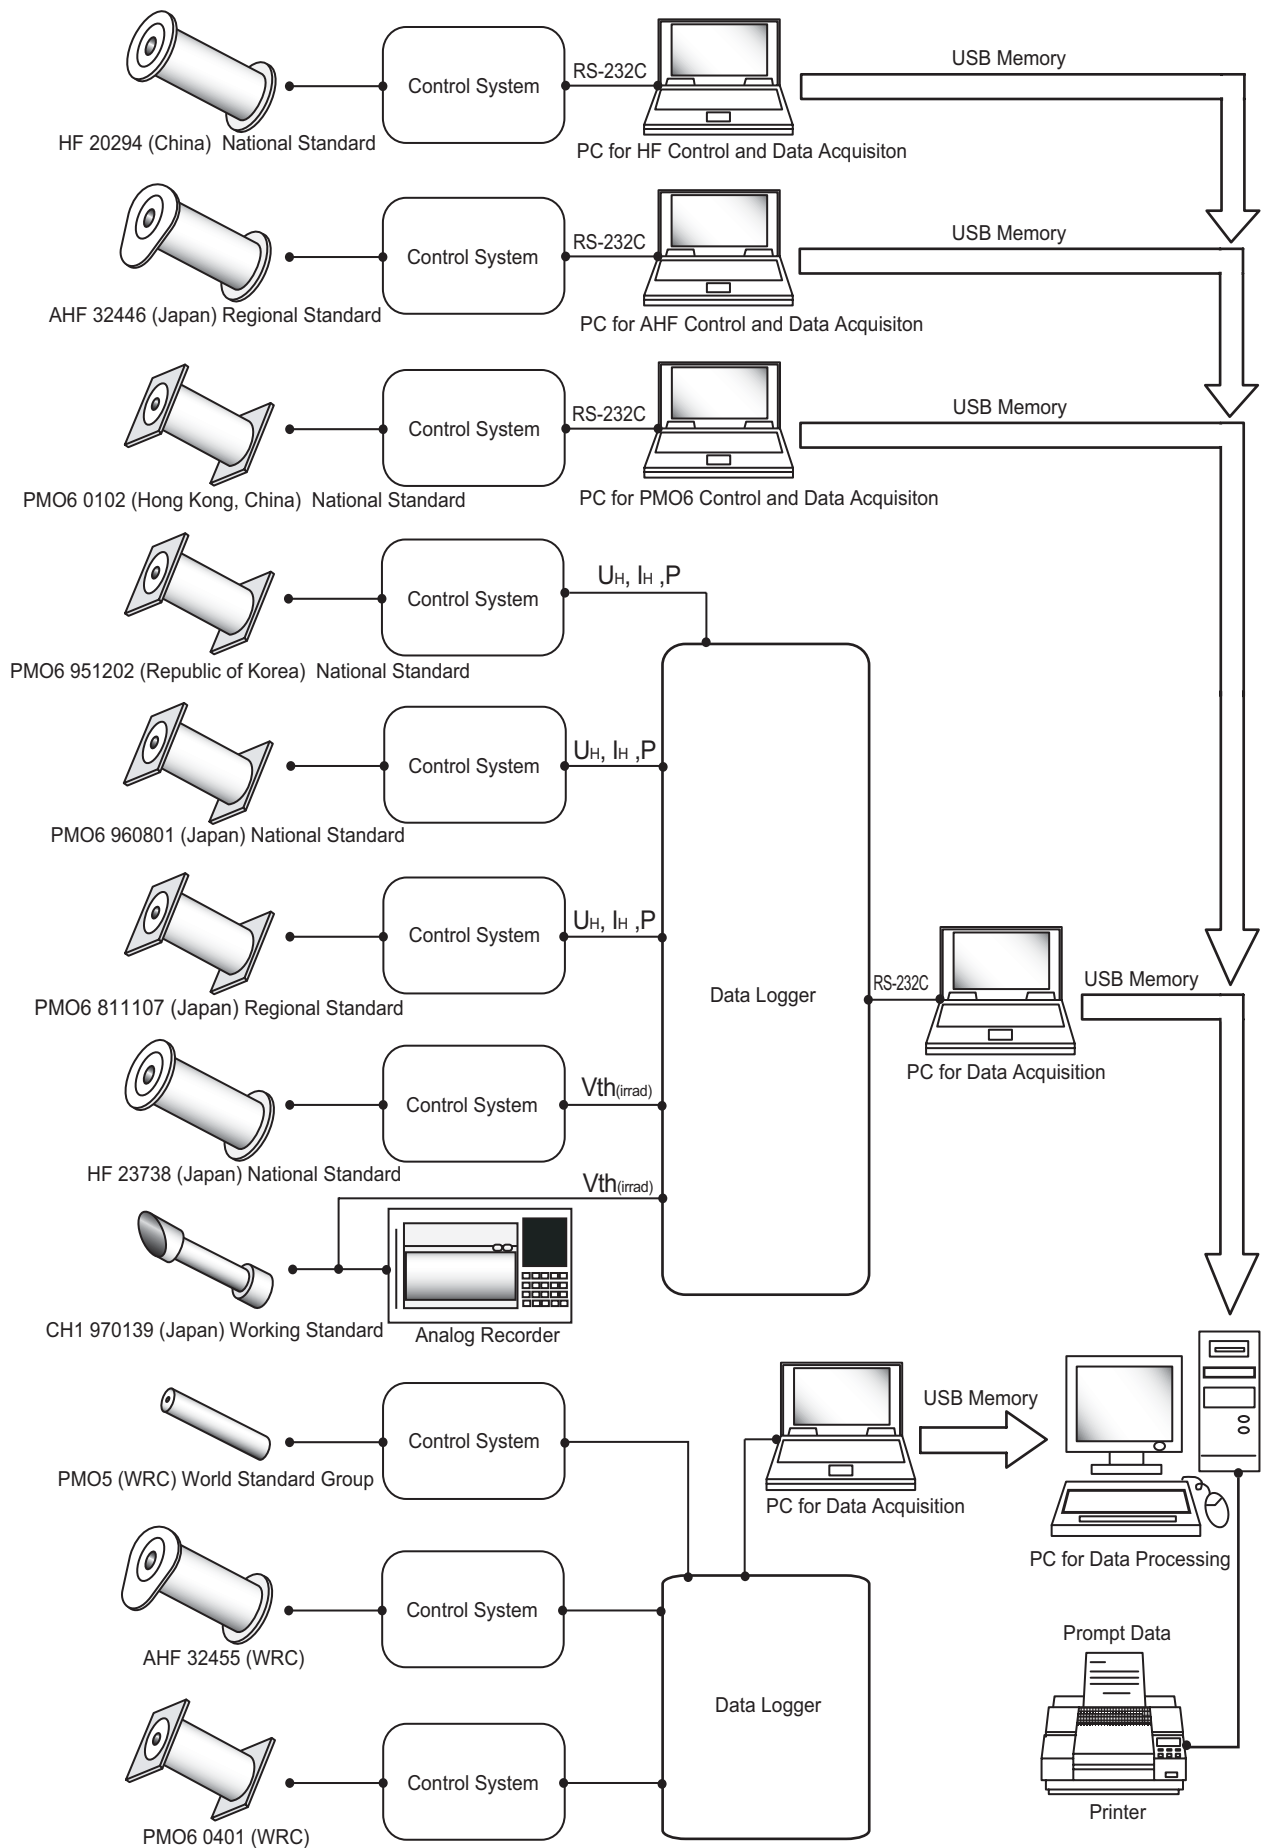 USB Memory
RS-232C
Control System
HF 20294 (China)  National Standard
PC for HF Control and Data Acquisiton
USB Memory
RS-232C
Control System
AHF 32446 (Japan) Regional Standard
PC for AHF Control and Data Acquisiton
USB Memory
RS-232C
Control System
PMO6 0102 (Hong Kong, China)  National Standard
PC for PMO6 Control and Data Acquisiton
UH, IH ,P
Control System
PMO6 951202 (Republic of Korea)  National Standard
UH, IH ,P
Control System
PMO6 960801 (Japan) National Standard
UH, IH ,P
Control System
PMO6 811107 (Japan) Regional Standard
Data Logger
RS-232C
USB Memory
PC for Data Acquisition
Vth(irrad)
Control System
HF 23738 (Japan) National Standard
Vth(irrad)
CH1 970139 (Japan) Working Standard
Analog Recorder
Control System
PMO5 (WRC) World Standard Group
USB Memory
PC for Data Acquisition
PC for Data Processing
Control System
AHF 32455 (WRC)
Data Logger
Prompt Data
Control System
PMO6 0401 (WRC)
Printer